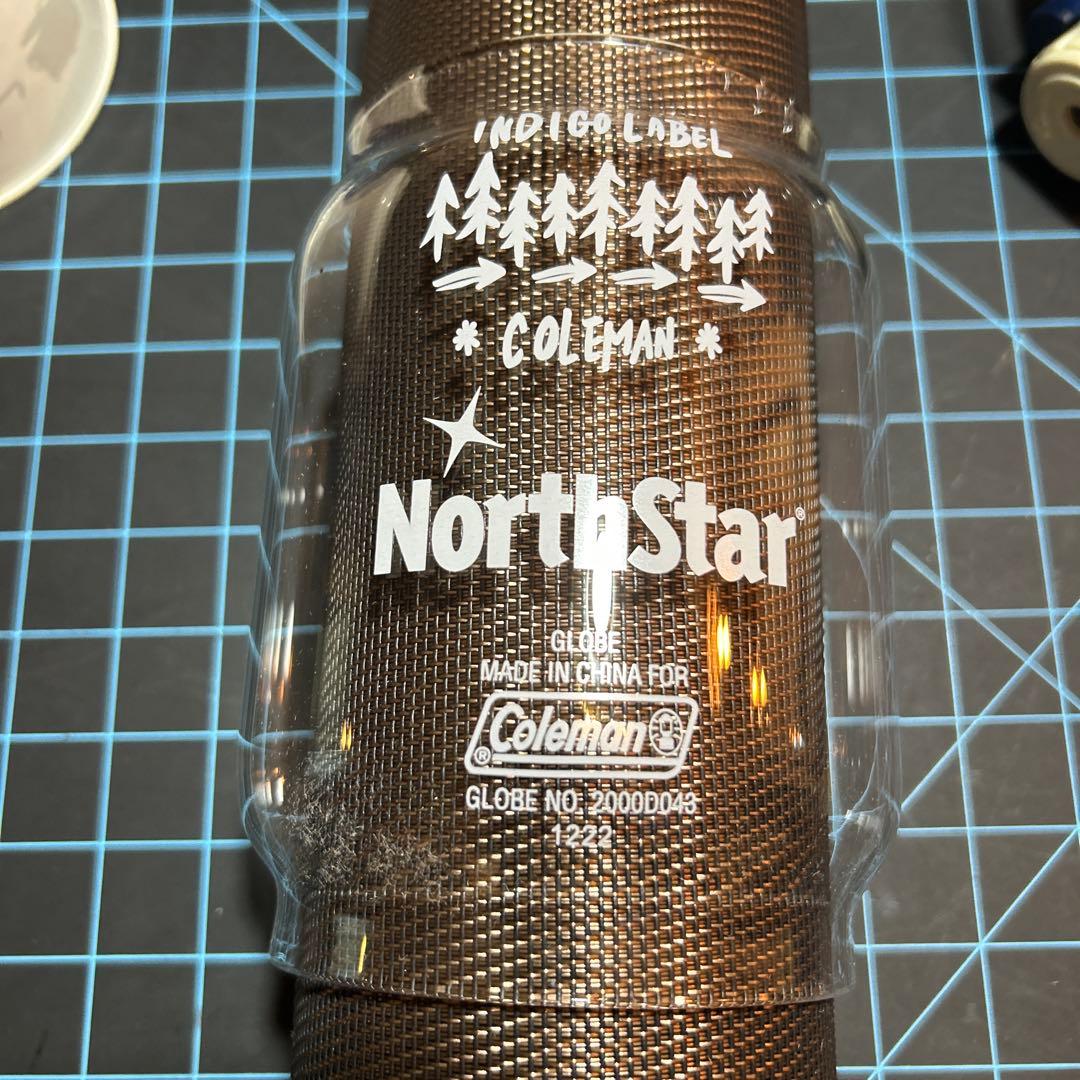 INDIGO LABEL
* COLEMAN *
NorthStar®
GLOBE
MADE IN CHINA FOR
®Coleman
GLOBE NO. 2000D043
1222